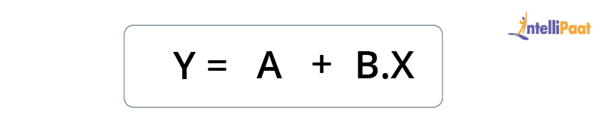 IntelliPaat
Y = A + B.X